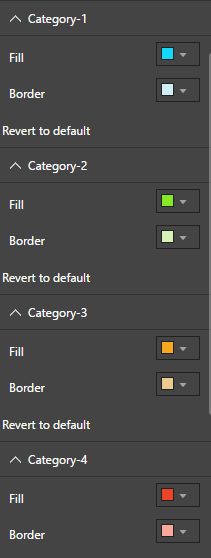 Category-1
Fill
Border
Revert to default
Category-2
Fill
Border
Revert to default
Category-3
Fill
Border
Revert to default
Category-4
Fill
Border